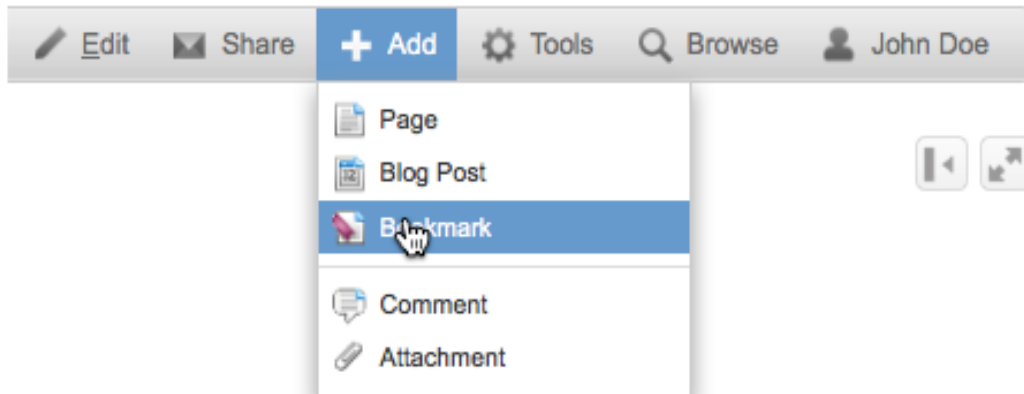 Edit Share Add Tools Browse John Doe
Page
Blog Post
Bookmark
Comment
Attachment